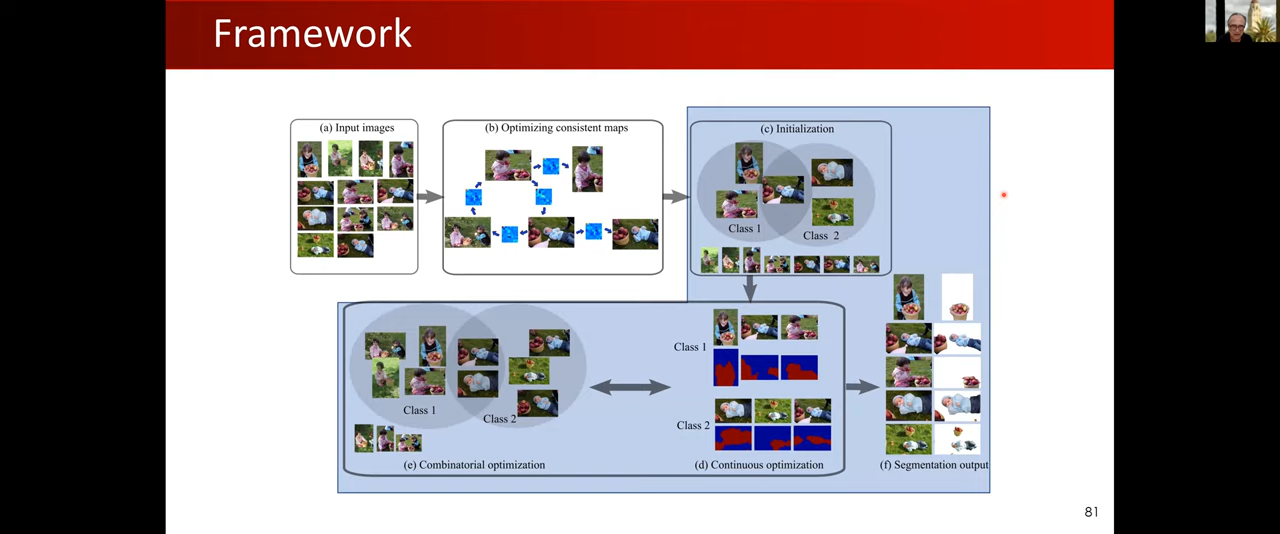 Framework
(a) Input images
(b) Optimizing consistent maps
(c) Initialization
Class 1
Class 2
Class 1
Class 2
(e) Combinatorial optimization
Class 1
Class 2
(d) Continuous optimization
(f) Segmentation output
81